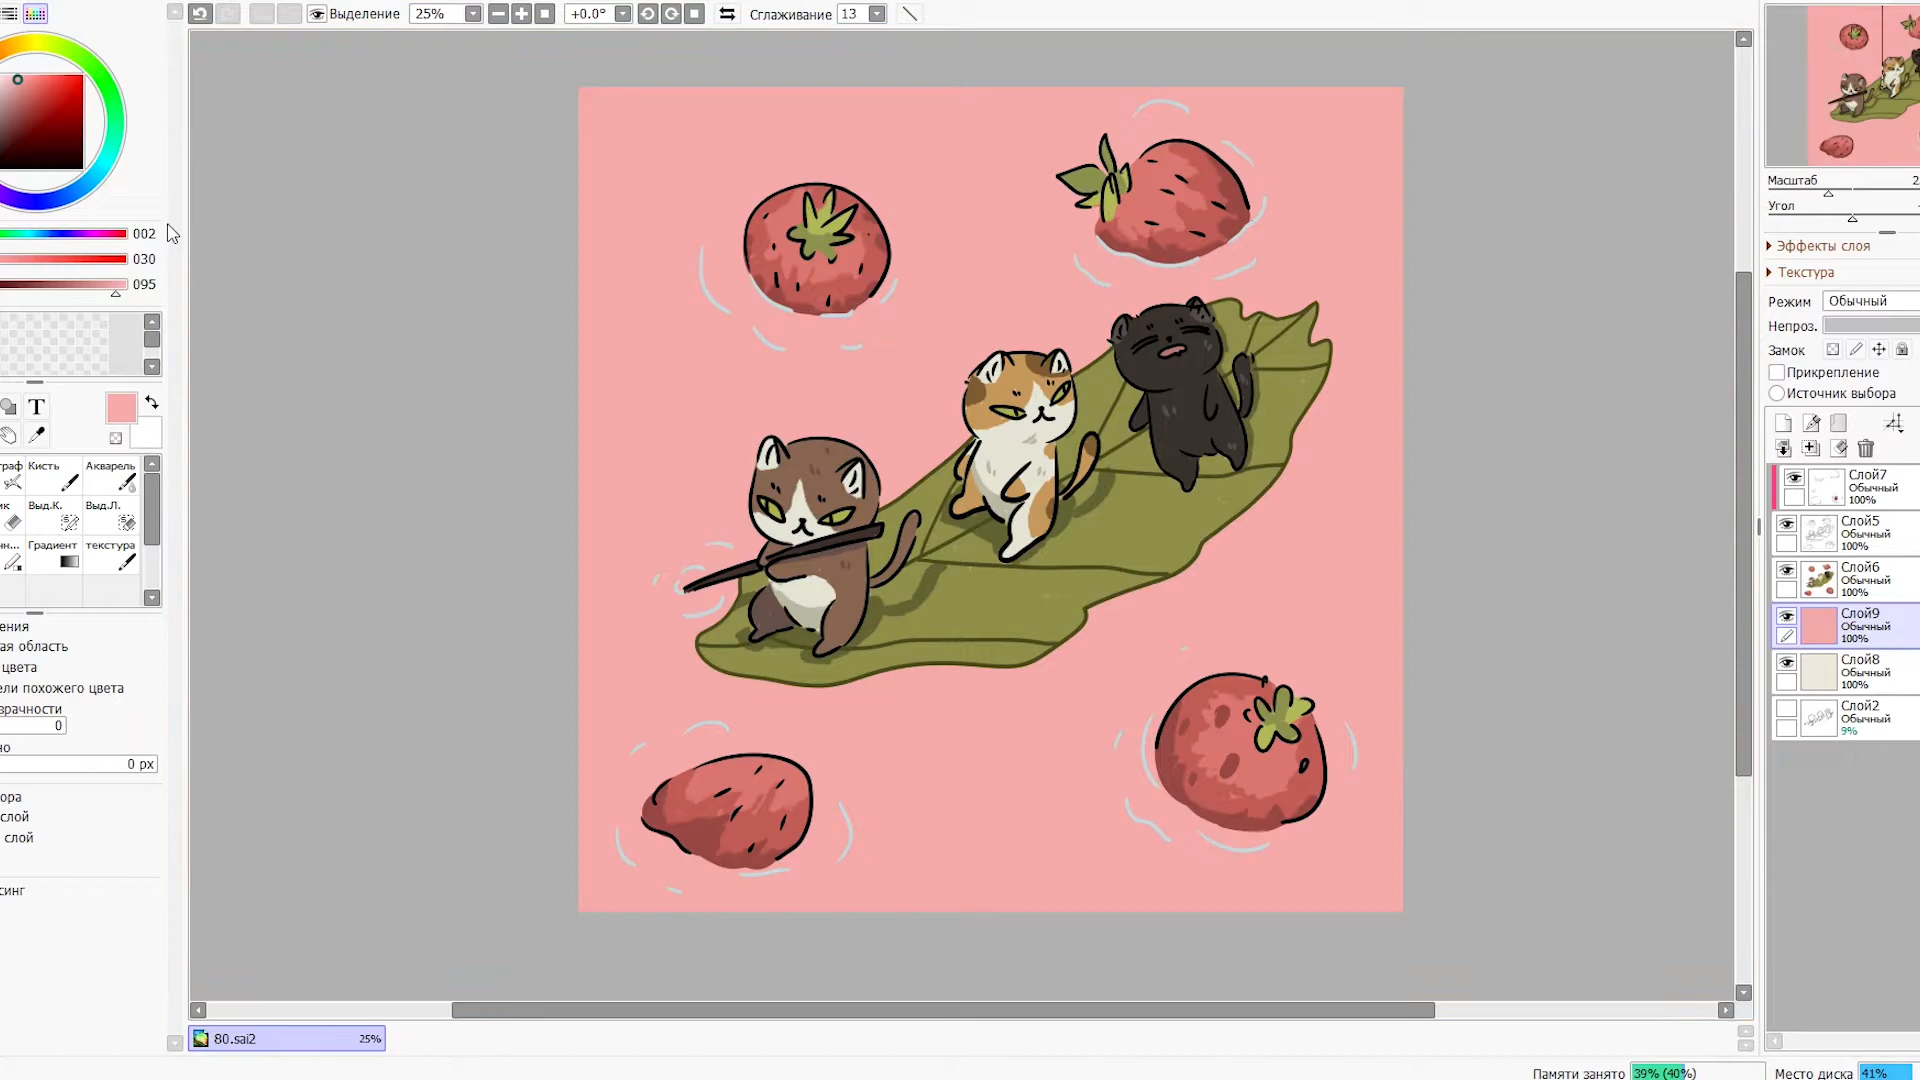 Выделение 25% +0.0° Сглаживание 13
002
030
095
T
Кисть Акварель
Выд.К. Выд.Л.
Градиент текстура
ая область
цвета
ели похожего цвета
зрачности
0
0 px
слой
слой
синг
Масштаб
Угол
Эффекты слоя
Текстура
Режим Обычный
Непроз.
Замок
Прикрепление
Источник выбора
Слой7
Обычный
100%
Слой5
Обычный
100%
Слой6
Обычный
100%
Слой9
Обычный
100%
Слой8
Обычный
100%
Слой2
Обычный
9%
80.sai2 25%
Памяти занято 39% (40%) Место диска 41%